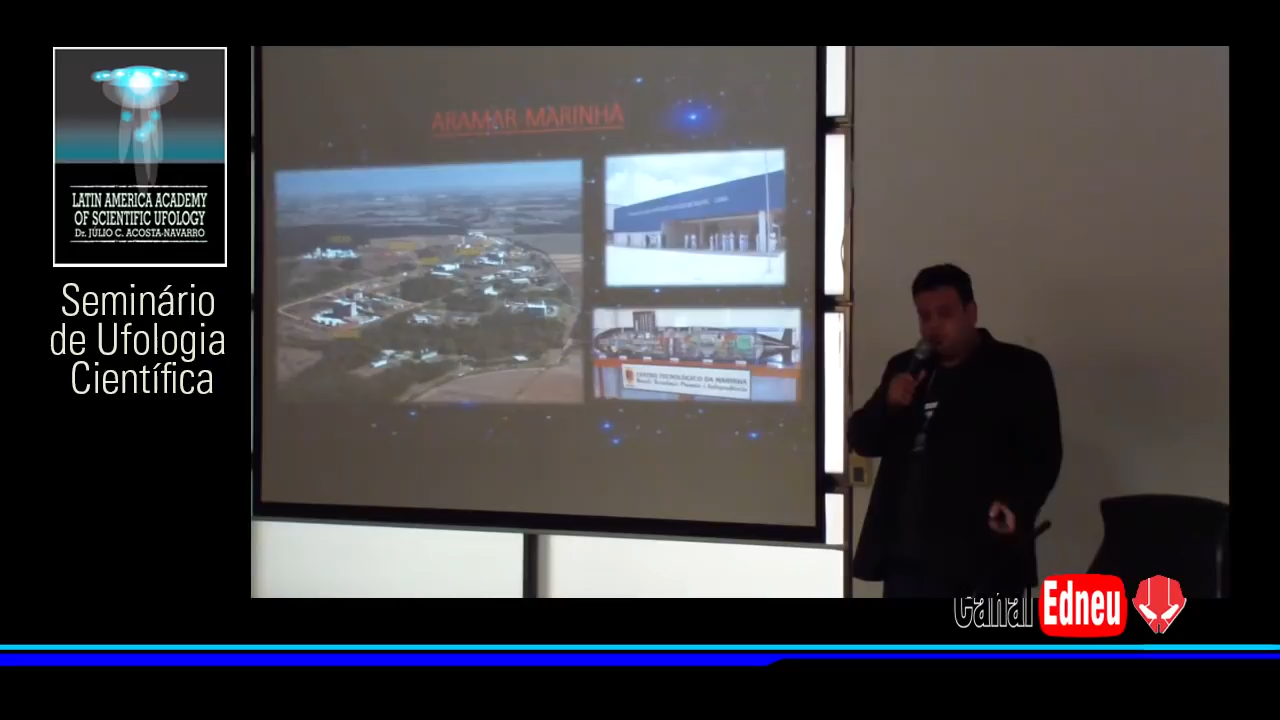 LATIN AMERICA ACADEMY
OF SCIENTIFIC UFOLOGY
Dr. JÚLIO C. ACOSTA-NAVARRO
Seminário
de Ufologia
Científica
ARAMAR-MARINHA
CENTRO TECNOLÓGICO DA MARINHA
Canal Edneu